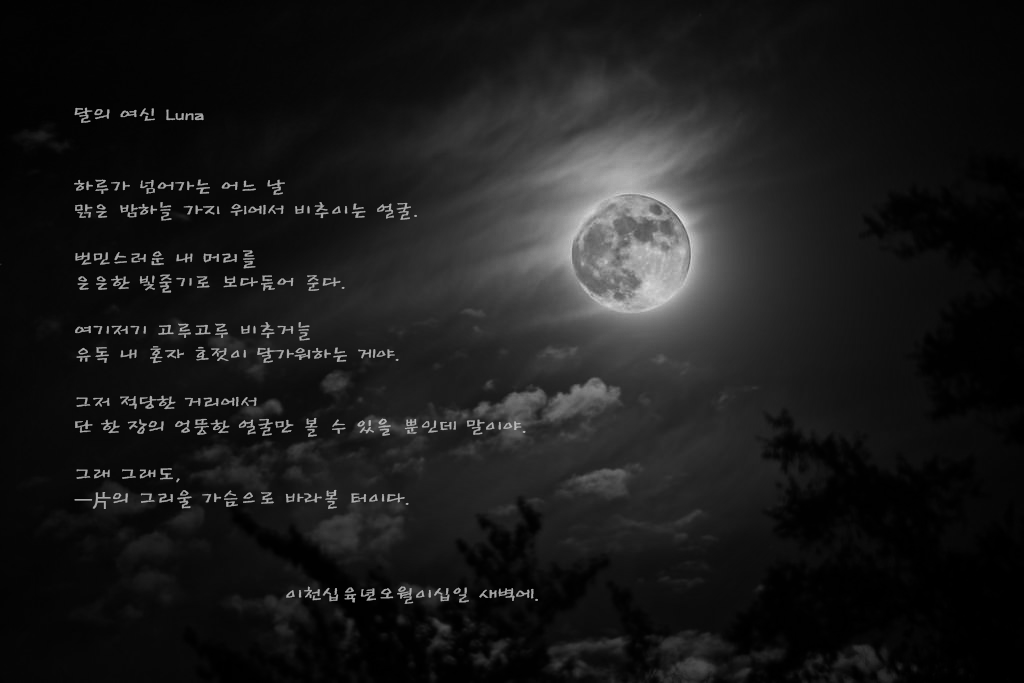 달의 여신 Luna
하루가 넘어가는 어느 날
맑은 밤하늘 가지 위에서 비추이는 얼굴.
번민스러운 내 머리를
은은한 빛줄기로 보다듬어 준다.
여기저기 고루고루 비추거늘
유독 내 혼자 효젓이 달가워하는 게야.
그저 적당한 거리에서
단 한 장의 엉뚱한 얼굴만 볼 수 있을 뿐인데 말이야.
그래 그래도,
一片의 그리울 가슴으로 바라볼 터이다.
이천십육년오월이십일 새벽에.